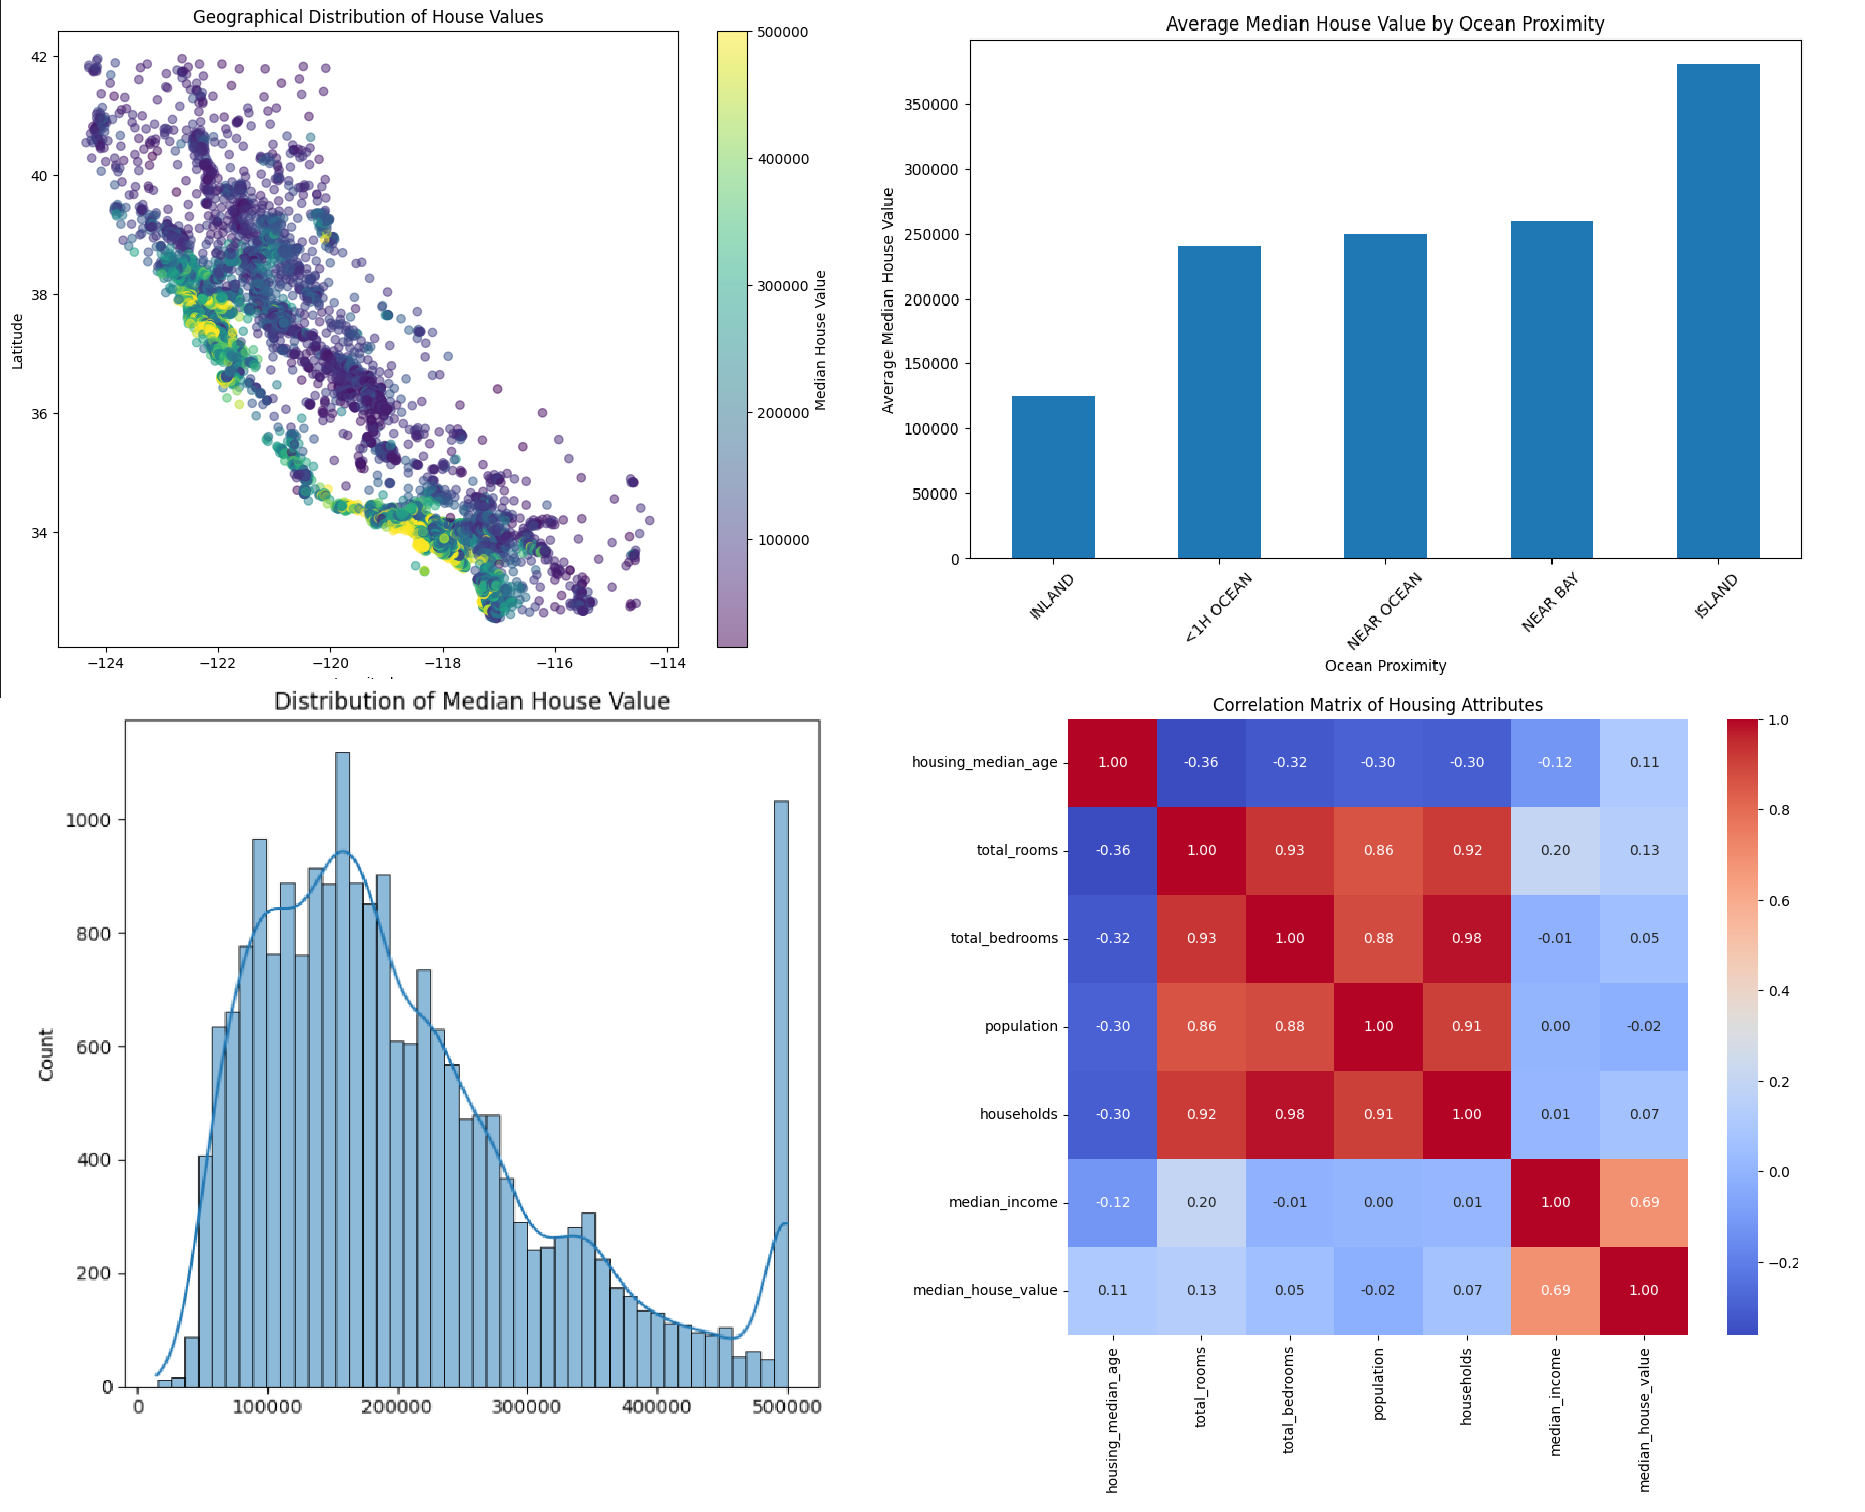 Geographical Distribution of House Values
42
40
38
36
34
Latitude
−124
−122
−120
−118
−116
−114
500000
400000
300000
200000
100000
Median House Value
Average Median House Value by Ocean Proximity
350000
300000
250000
200000
150000
100000
50000
0
Average Median House Value
INLAND
<1H OCEAN
NEAR OCEAN
NEAR BAY
ISLAND
Ocean Proximity
Distribution of Median House Value
1000
800
600
400
200
0
Count
0
100000
200000
300000
400000
500000
Correlation Matrix of Housing Attributes
housing_median_age 1.00 -0.36 -0.32 -0.30 -0.30 -0.12 0.11
total_rooms -0.36 1.00 0.93 0.86 0.92 0.20 0.13
total_bedrooms -0.32 0.93 1.00 0.88 0.98 -0.01 0.05
population -0.30 0.86 0.88 1.00 0.91 0.00 -0.02
households -0.30 0.92 0.98 0.91 1.00 0.01 0.07
median_income -0.12 0.20 -0.01 0.00 0.01 1.00 0.69
median_house_value 0.11 0.13 0.05 -0.02 0.07 0.69 1.00
housing_median_age
total_rooms
total_bedrooms
population
households
median_income
median_house_value
1.0
0.8
0.6
0.4
0.2
0.0
−0.2